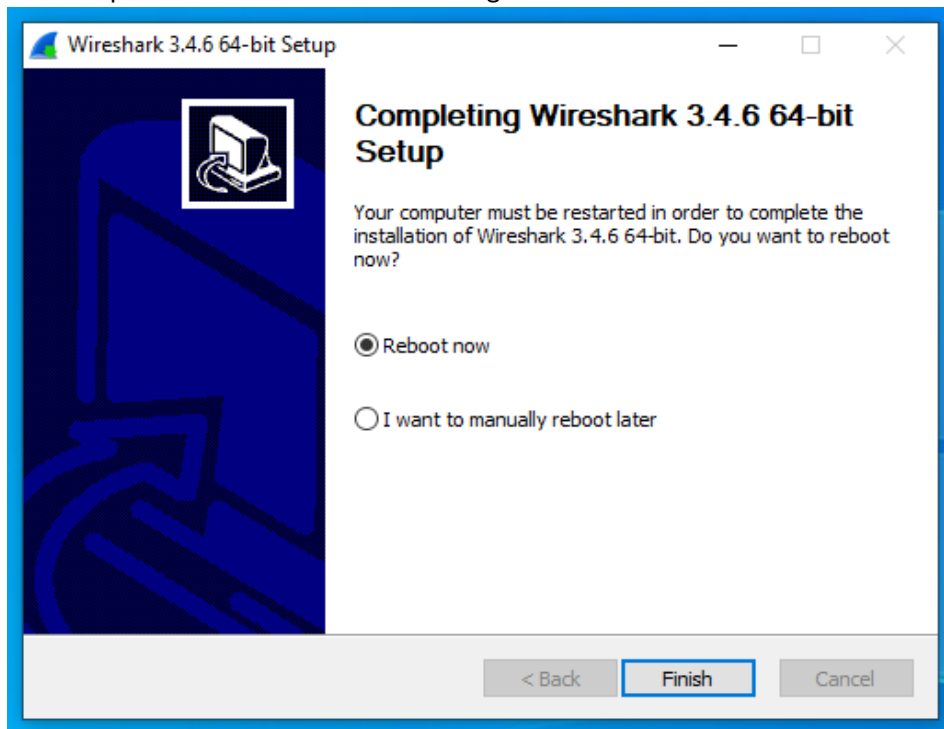 Wireshark 3.4.6 64-bit Setup
Completing Wireshark 3.4.6 64-bit
Setup
Your computer must be restarted in order to complete the
installation of Wireshark 3.4.6 64-bit. Do you want to reboot
now?
Reboot now
I want to manually reboot later
< Back Finish Cancel